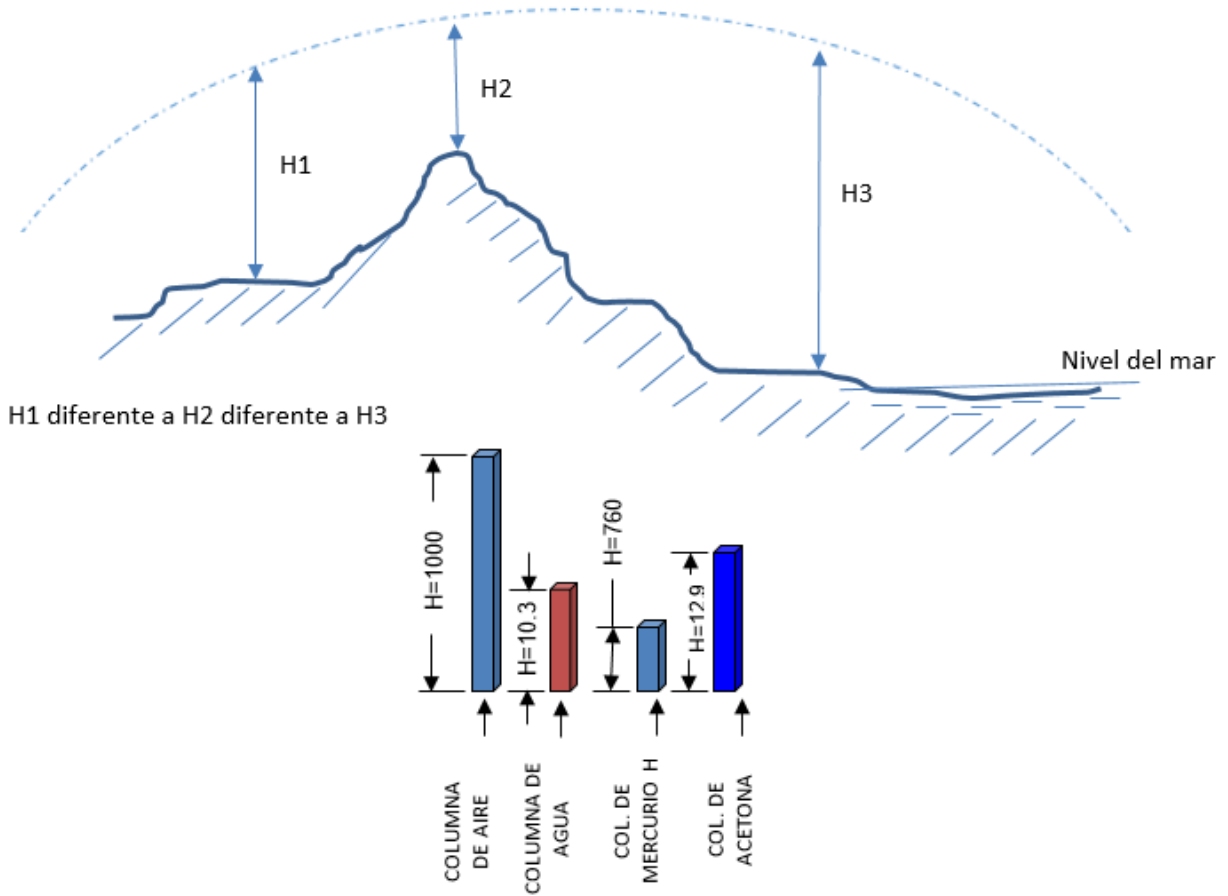 H2
H1
H3
Nivel del mar
H1 diferente a H2 diferente a H3
H=1000
H=10.3
H=760
H=12.9
COLUMNA
DE AIRE
COLUMNA DE
AGUA
COL. DE
MERCURIO H
COL. DE
ACETONA